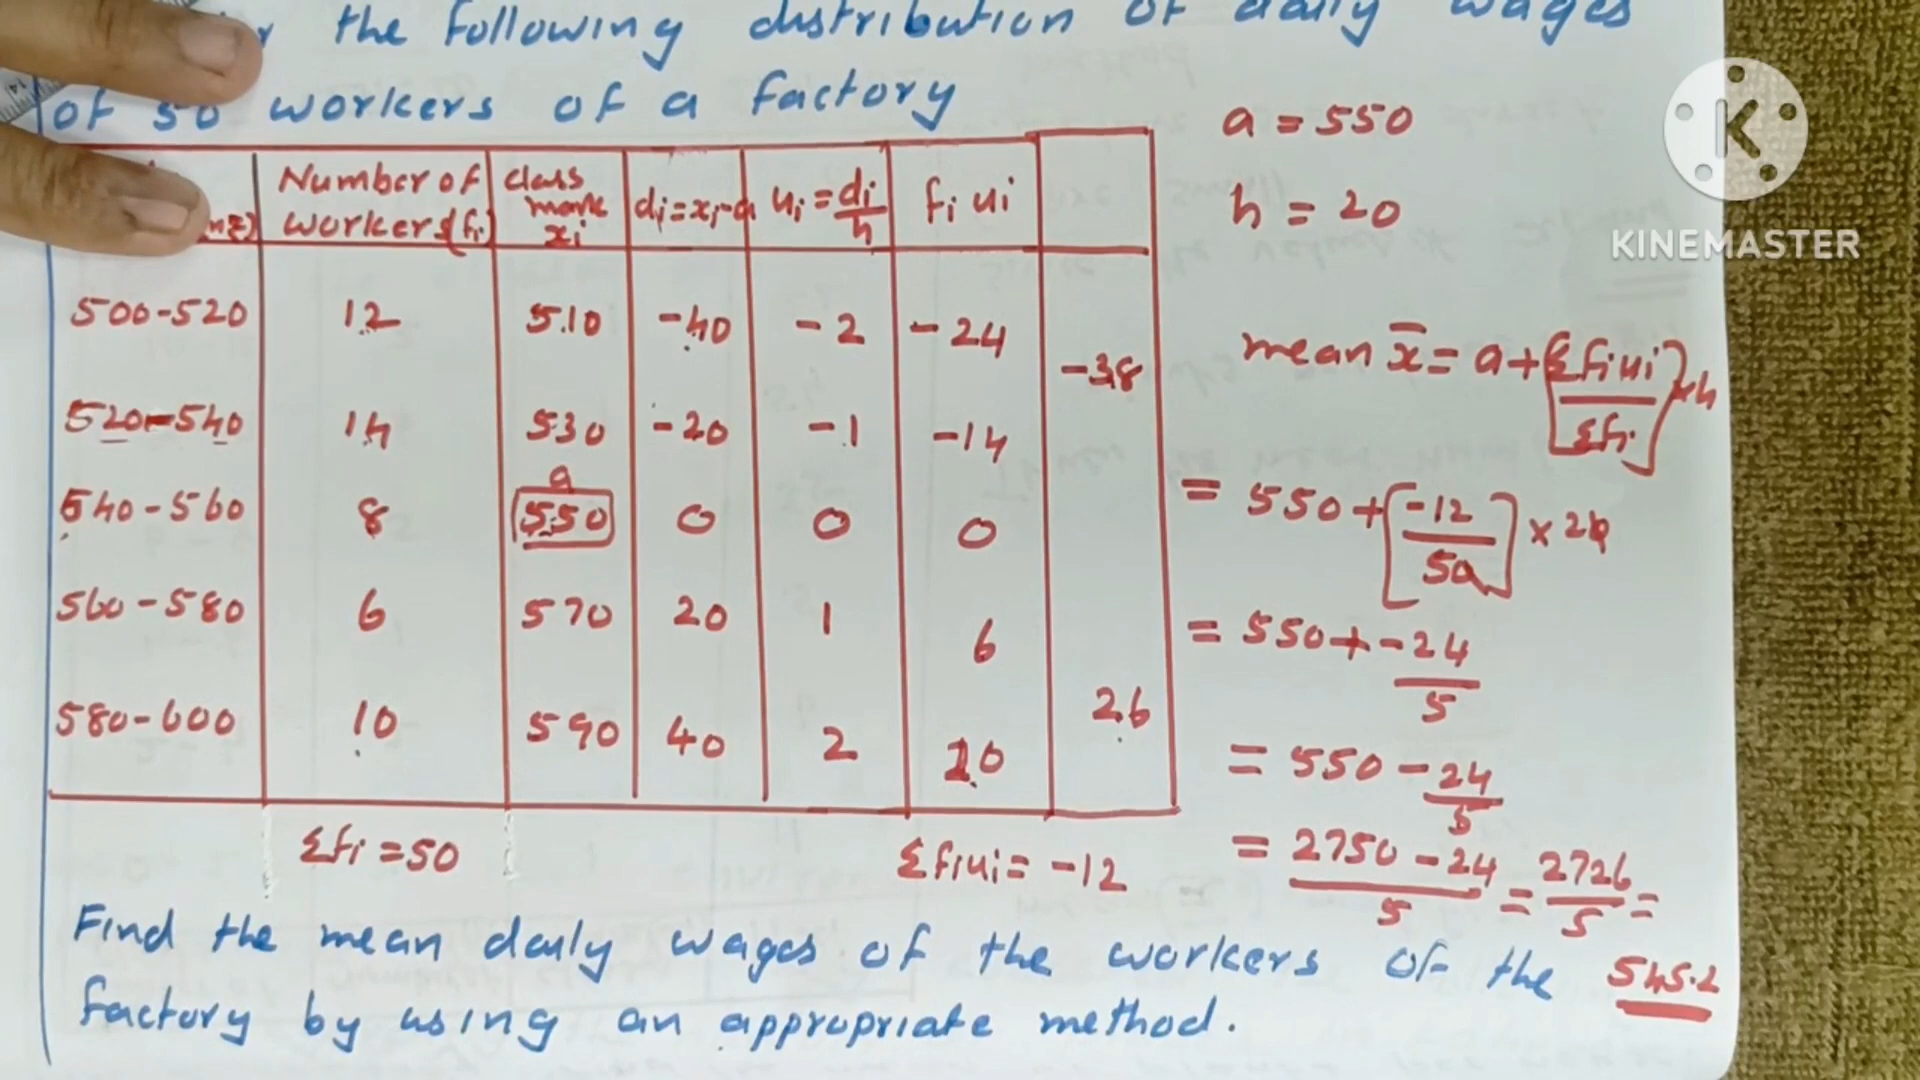 the following distribution of daily wages
of 50 workers of a factory
Number of workers (fi) class mark xi di = xi - a ui = di/h fi ui
500-520 12 510 -40 -2 -24
-38
520-540 14 530 -20 -1 -14
a
540-560 8 550 0 0 0
560-580 6 570 20 1 6
26
580-600 10 590 40 2 20
Σfi = 50 Σfiui = -12
a = 550
h = 20
mean x̄ = a + [Σfiui/Σfi] × h
= 550 + [-12/50] × 20
= 550 + -24/5
= 550 - 24/5
= 2750 - 24/5 = 2726/5 =
545.2
Find the mean daily wages of the workers of the
factory by using an appropriate method.
K
KINEMASTER